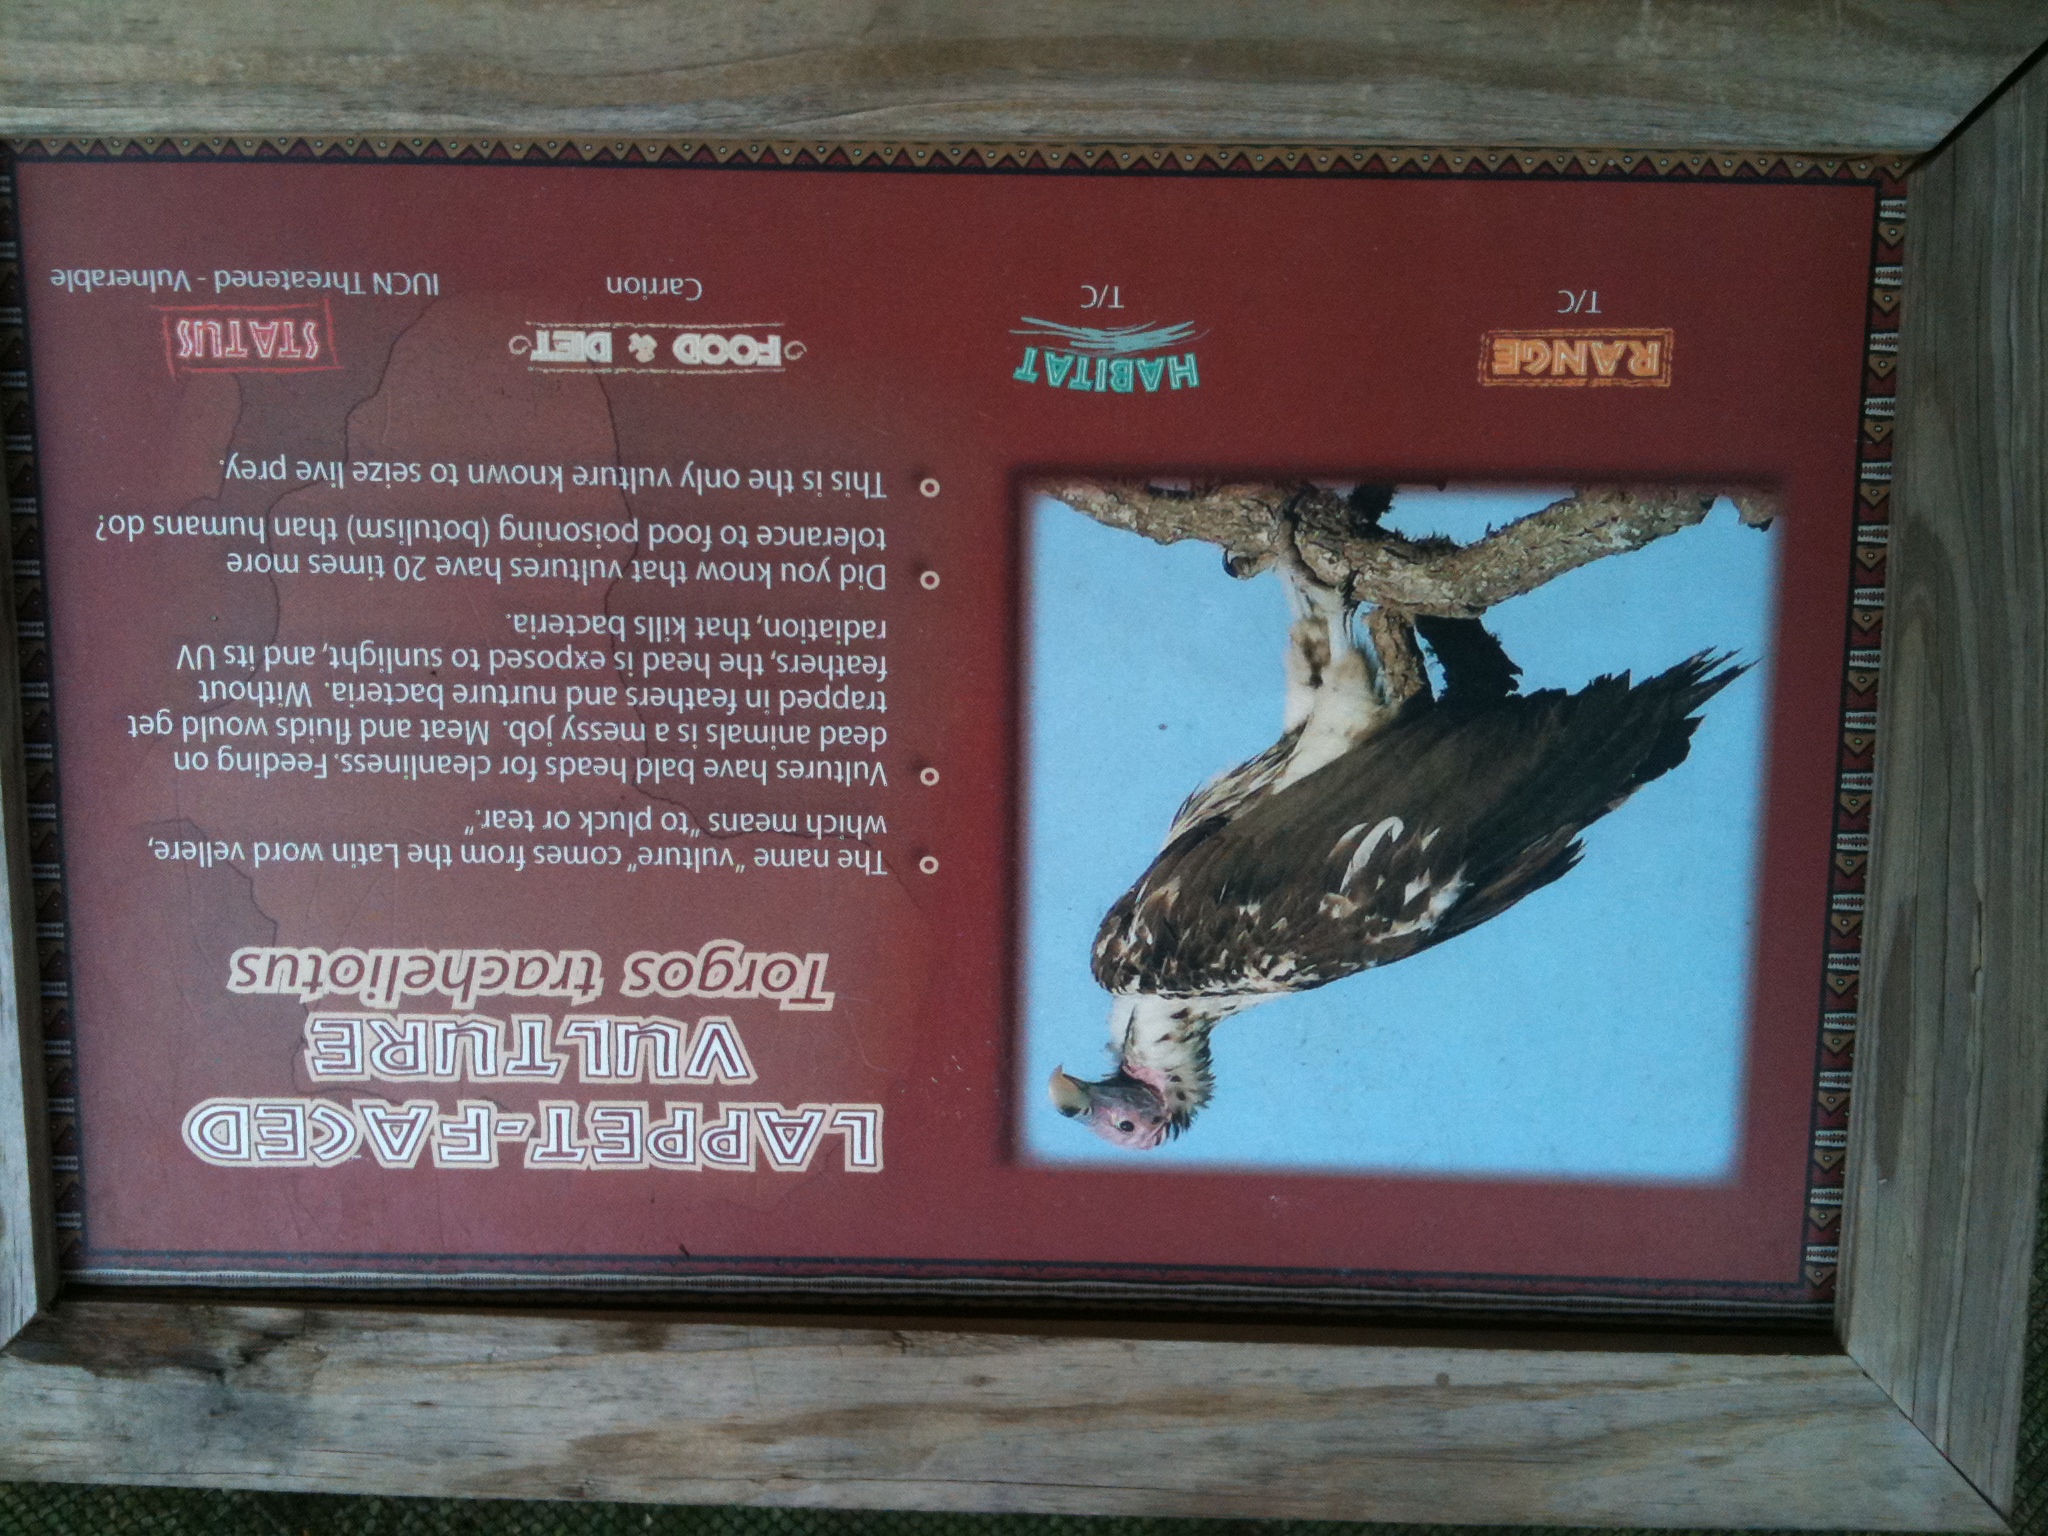 LAPPET-FACED
VULTURE
Torgos tracheliotus
The name "vulture" comes from the Latin word vellere,
which means "to pluck or tear."
Vultures have bald heads for cleanliness. Feeding on
dead animals is a messy job. Meat and fluids would get
trapped in feathers and nurture bacteria. Without
feathers, the head is exposed to sunlight, and its UV
radiation, that kills bacteria.
Did you know that vultures have 20 times more
tolerance to food poisoning (botulism) than humans do?
This is the only vulture known to seize live prey.
RANGE
T/C
HABITAT
T/C
FOOD & DIET
Carrion
STATUS
IUCN Threatened - Vulnerable